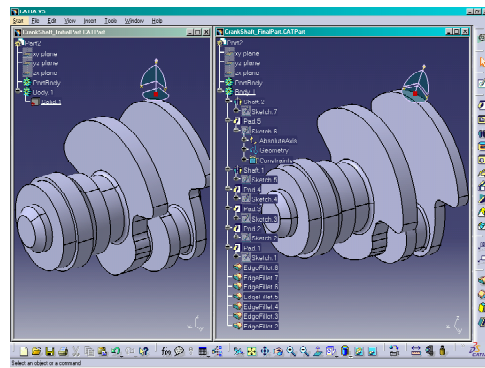 CATIA V5
Start File Edit View Insert Tools Window Help
CrankShaft_InitialPart.CATPart
Part2
xy plane
yz plane
zx plane
PartBody
Body.1
Solid.1
CrankShaft_FinalPart.CATPart
Part2
xy plane
yz plane
zx plane
PartBody
Body.1
Shaft.2
Sketch.7
Pad.5
Sketch.6
AbsoluteAxis
Geometry
Constraints
Shaft.1
Sketch.5
Pad.4
Sketch.4
Pad.3
Sketch.3
Pad.2
Sketch.2
Pad.1
Sketch.1
EdgeFillet.8
EdgeFillet.7
EdgeFillet.6
EdgeFillet.5
EdgeFillet.4
EdgeFillet.3
EdgeFillet.2
Select an object or a command